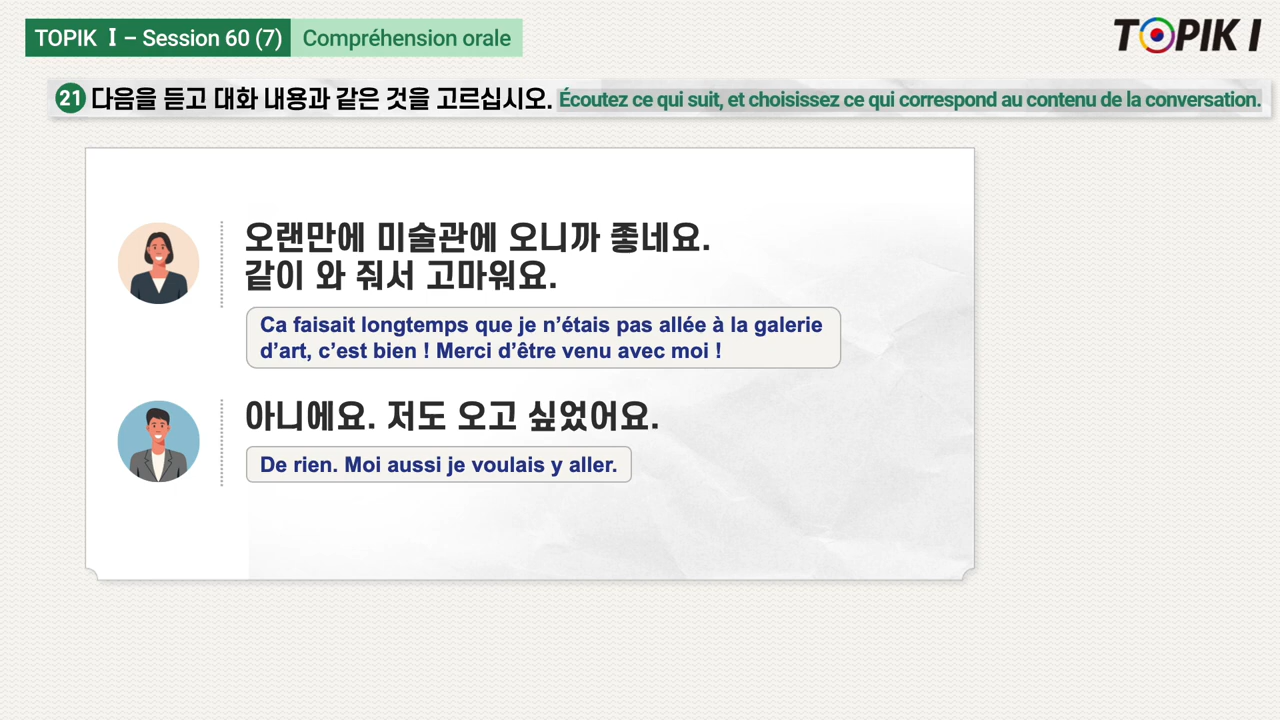 TOPIK Ⅰ – Session 60 (7) Compréhension orale
TOPIK I
21 다음을 듣고 대화 내용과 같은 것을 고르십시오. Écoutez ce qui suit, et choisissez ce qui correspond au contenu de la conversation.
오랜만에 미술관에 오니까 좋네요.
같이 와 줘서 고마워요.
Ca faisait longtemps que je n’étais pas allée à la galerie
d’art, c’est bien ! Merci d’être venu avec moi !
아니에요. 저도 오고 싶었어요.
De rien. Moi aussi je voulais y aller.